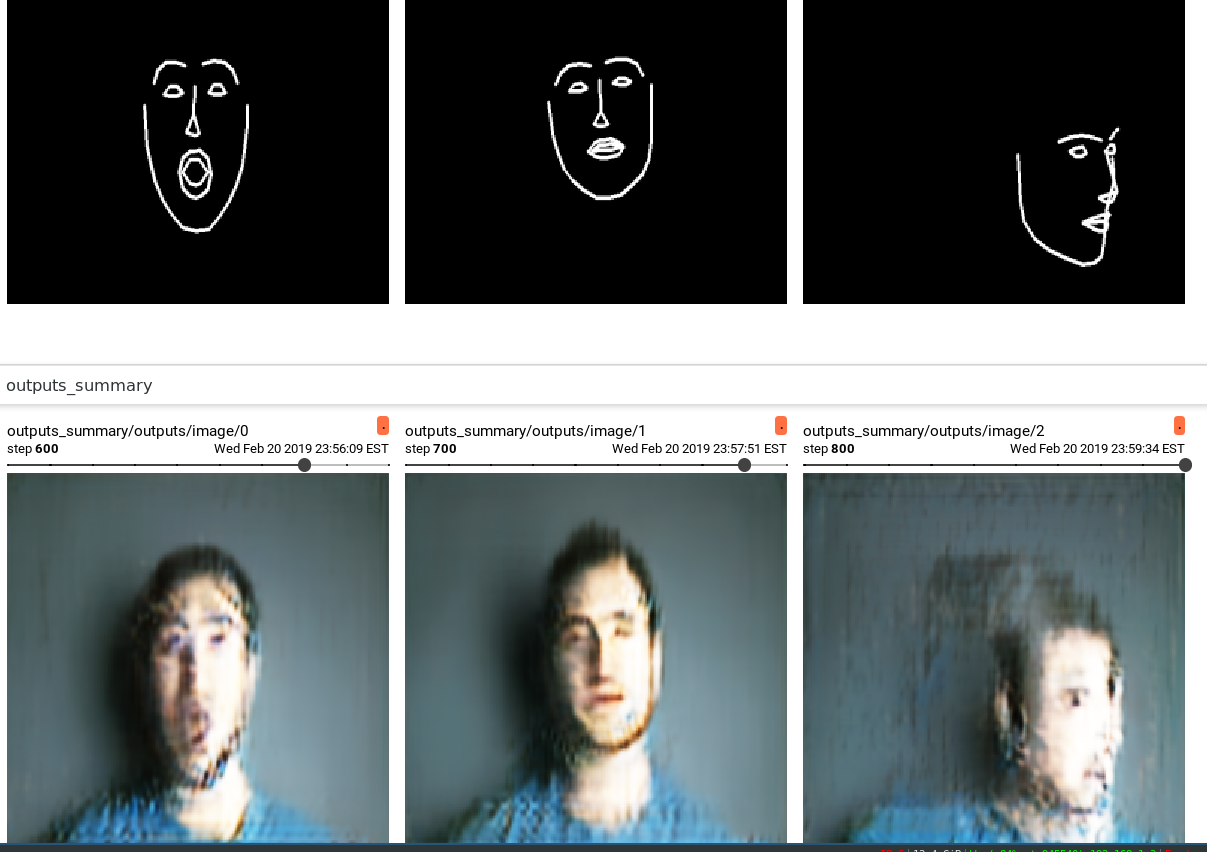 outputs_summary
outputs_summary/outputs/image/0
step 600 Wed Feb 20 2019 23:56:09 EST
outputs_summary/outputs/image/1
step 700 Wed Feb 20 2019 23:57:51 EST
outputs_summary/outputs/image/2
step 800 Wed Feb 20 2019 23:59:34 EST